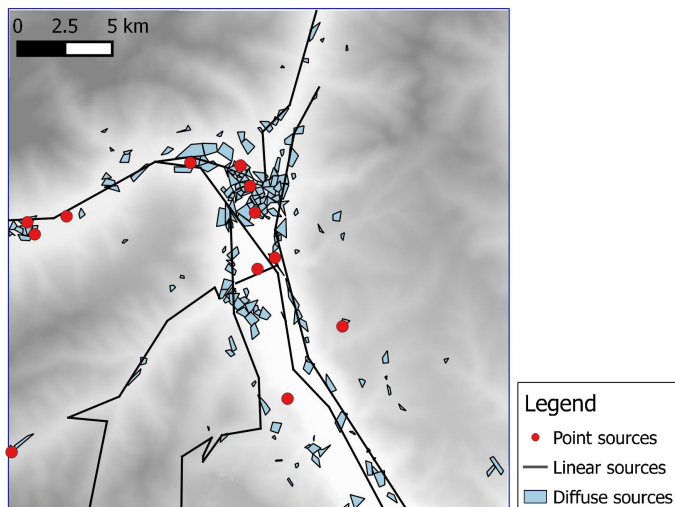 0 2.5 5 km
Legend
Point sources
Linear sources
Diffuse sources